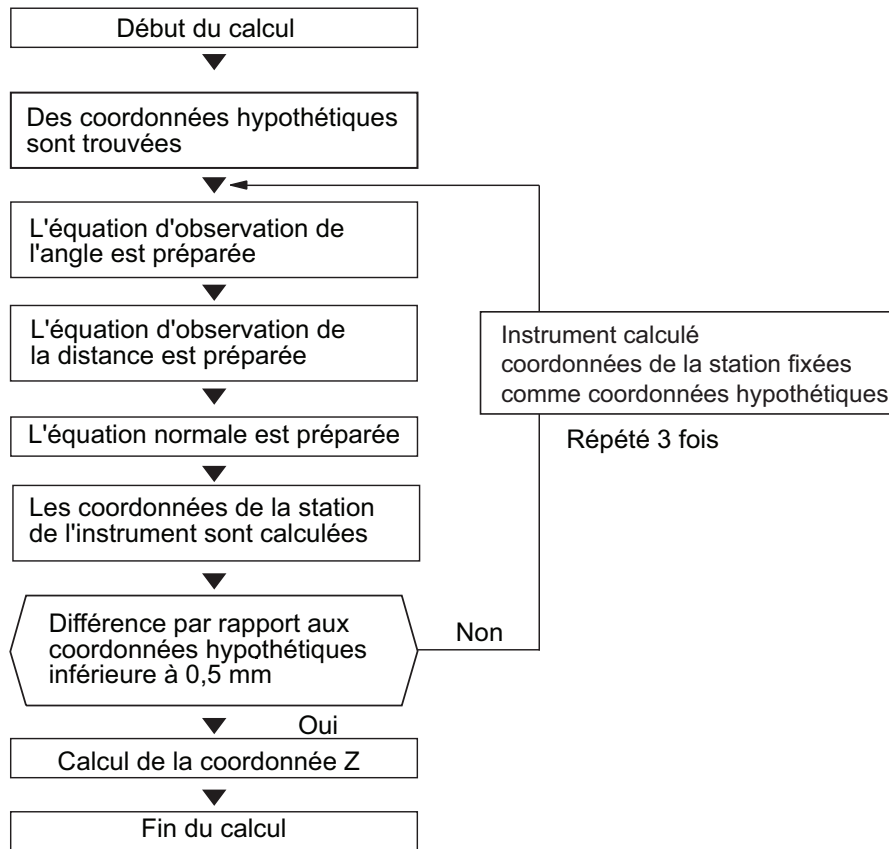 Début du calcul
Des coordonnées hypothétiques
sont trouvées
L'équation d'observation de
l'angle est préparée
L'équation d'observation de
la distance est préparée
L'équation normale est préparée
Les coordonnées de la station
de l'instrument sont calculées
Différence par rapport aux
coordonnées hypothétiques
inférieure à 0,5 mm
Non
Instrument calculé
coordonnées de la station fixées
comme coordonnées hypothétiques
Répété 3 fois
Oui
Calcul de la coordonnée Z
Fin du calcul